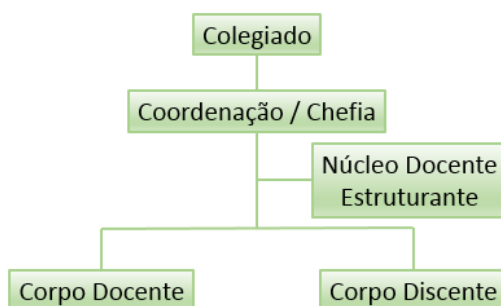 Colegiado
Coordenação / Chefia
Núcleo Docente
Estruturante
Corpo Docente
Corpo Discente